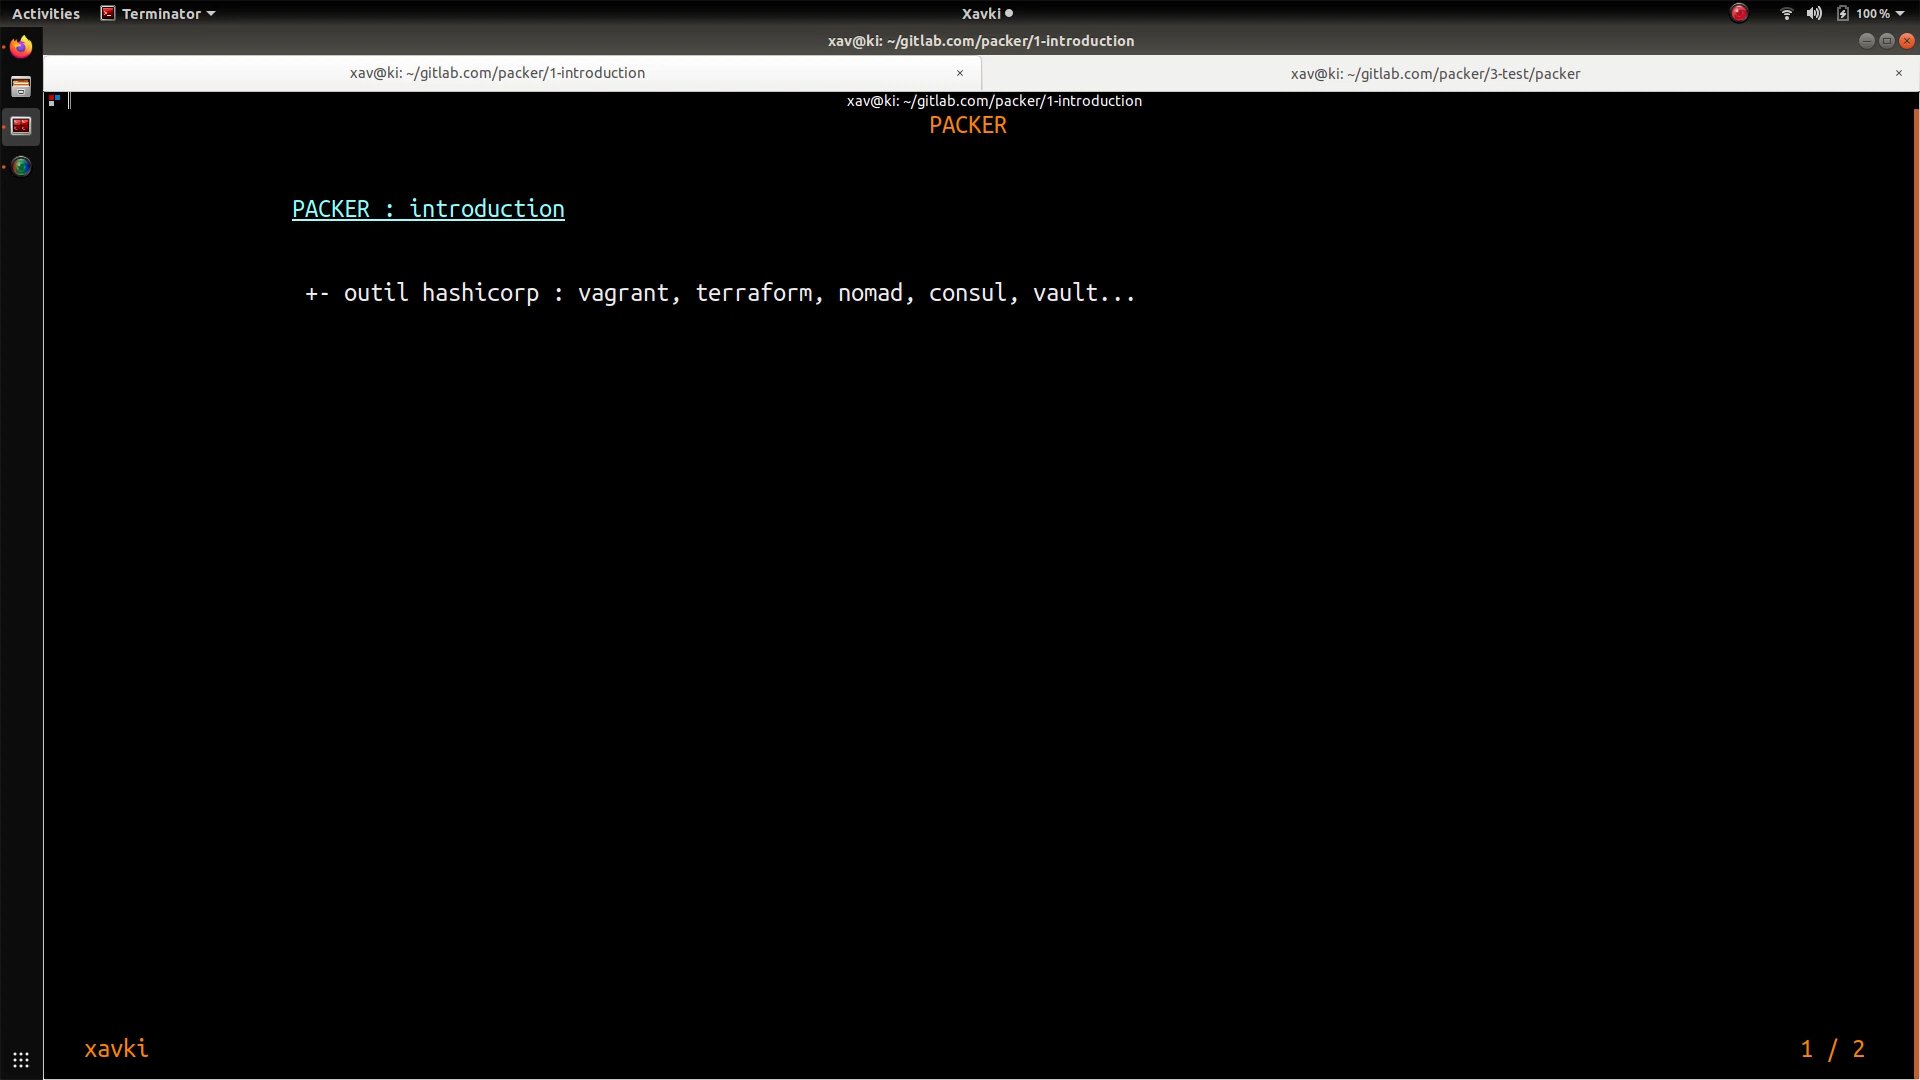 Activities Terminator Xavki 100 %
xav@ki: ~/gitlab.com/packer/1-introduction
xav@ki: ~/gitlab.com/packer/1-introduction × xav@ki: ~/gitlab.com/packer/3-test/packer ×
xav@ki: ~/gitlab.com/packer/1-introduction
PACKER
PACKER : introduction
+- outil hashicorp : vagrant, terraform, nomad, consul, vault...
xavki 1 / 2